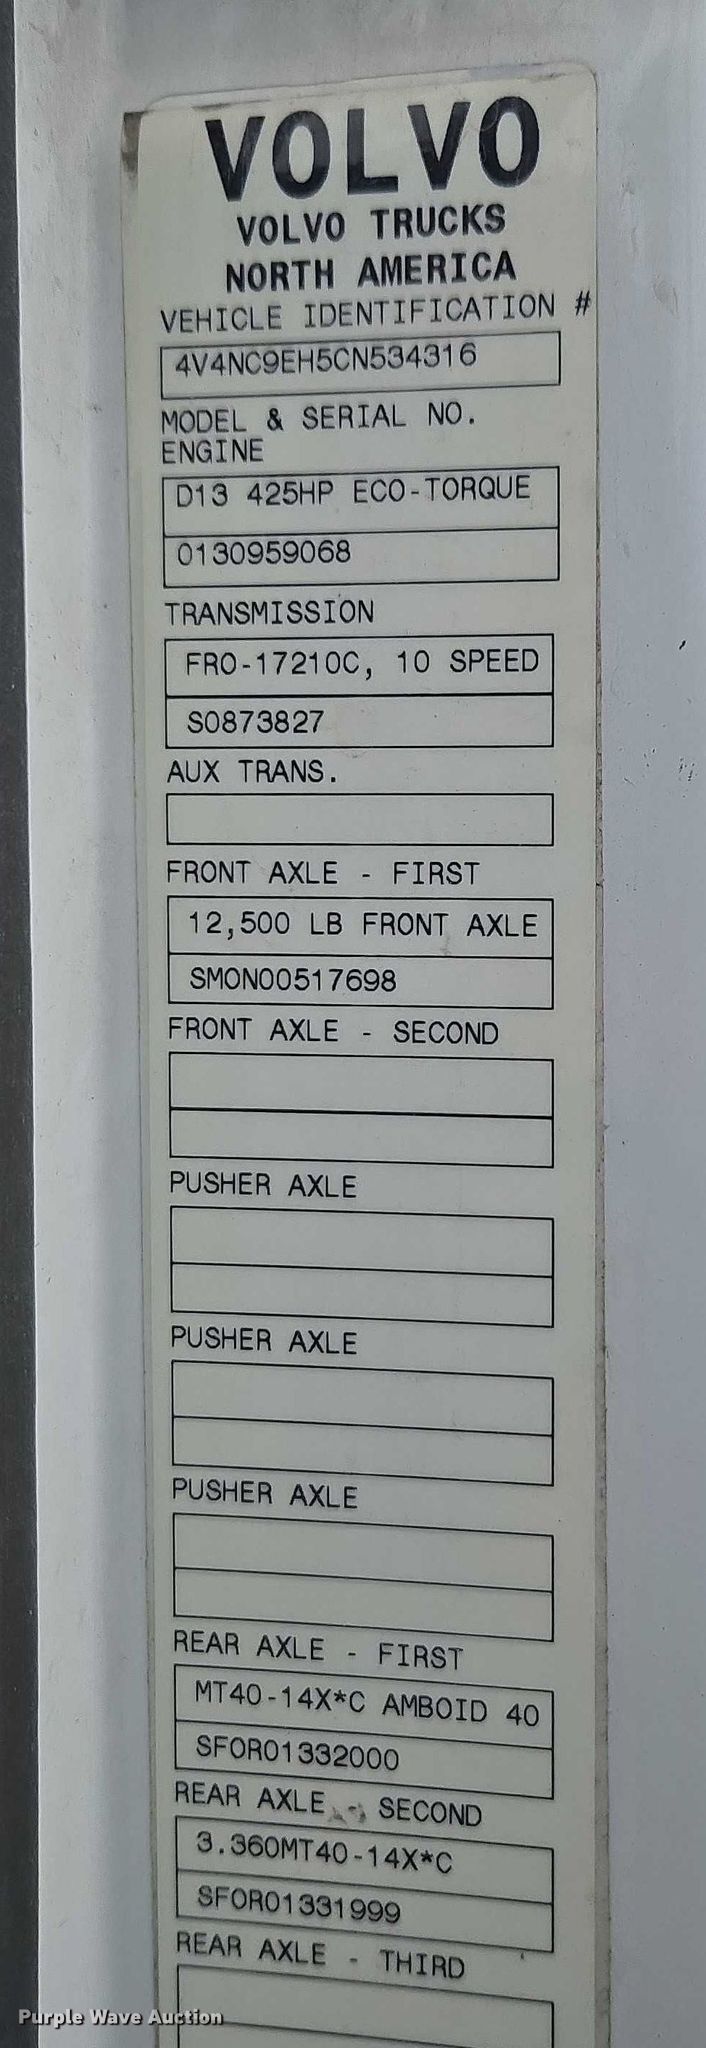 VOLVO
VOLVO TRUCKS
NORTH AMERICA
VEHICLE IDENTIFICATION #
4V4NC9EH5CN534316
MODEL & SERIAL NO.
ENGINE
D13 425HP ECO-TORQUE
0130959068
TRANSMISSION
FRO-17210C, 10 SPEED
S0873827
AUX TRANS.
FRONT AXLE - FIRST
12,500 LB FRONT AXLE
SMON00517698
FRONT AXLE - SECOND
PUSHER AXLE
PUSHER AXLE
PUSHER AXLE
REAR AXLE - FIRST
MT40-14X*C AMBOID 40
SFOR01332000
REAR AXLE - SECOND
3.360MT40-14X*C
SFOR01331999
REAR AXLE - THIRD
Purple Wave Auction